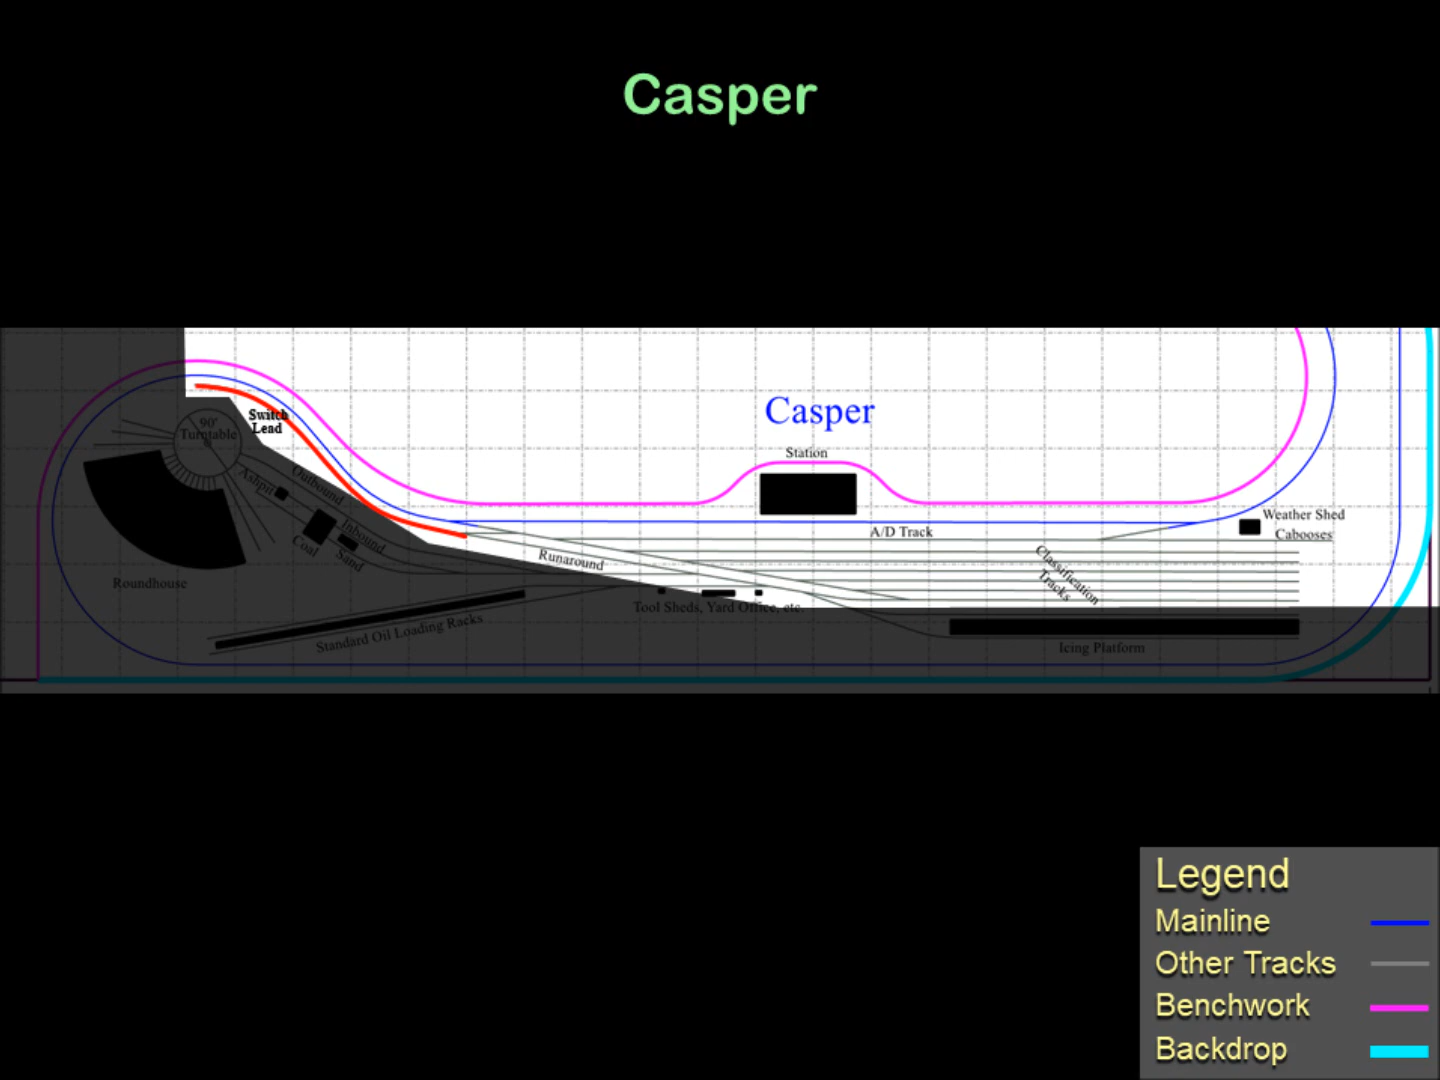 Casper
Casper
Station
Switch
Lead
90'
Turntable
Ashpit
Outbound
Inbound
Coal
Sand
Roundhouse
A/D Track
Weather Shed
Cabooses
Runaround
Classification
Tracks
Tool Sheds, Yard Office, etc.
Standard Oil Loading Racks
Icing Platform
Legend
Mainline
Other Tracks
Benchwork
Backdrop